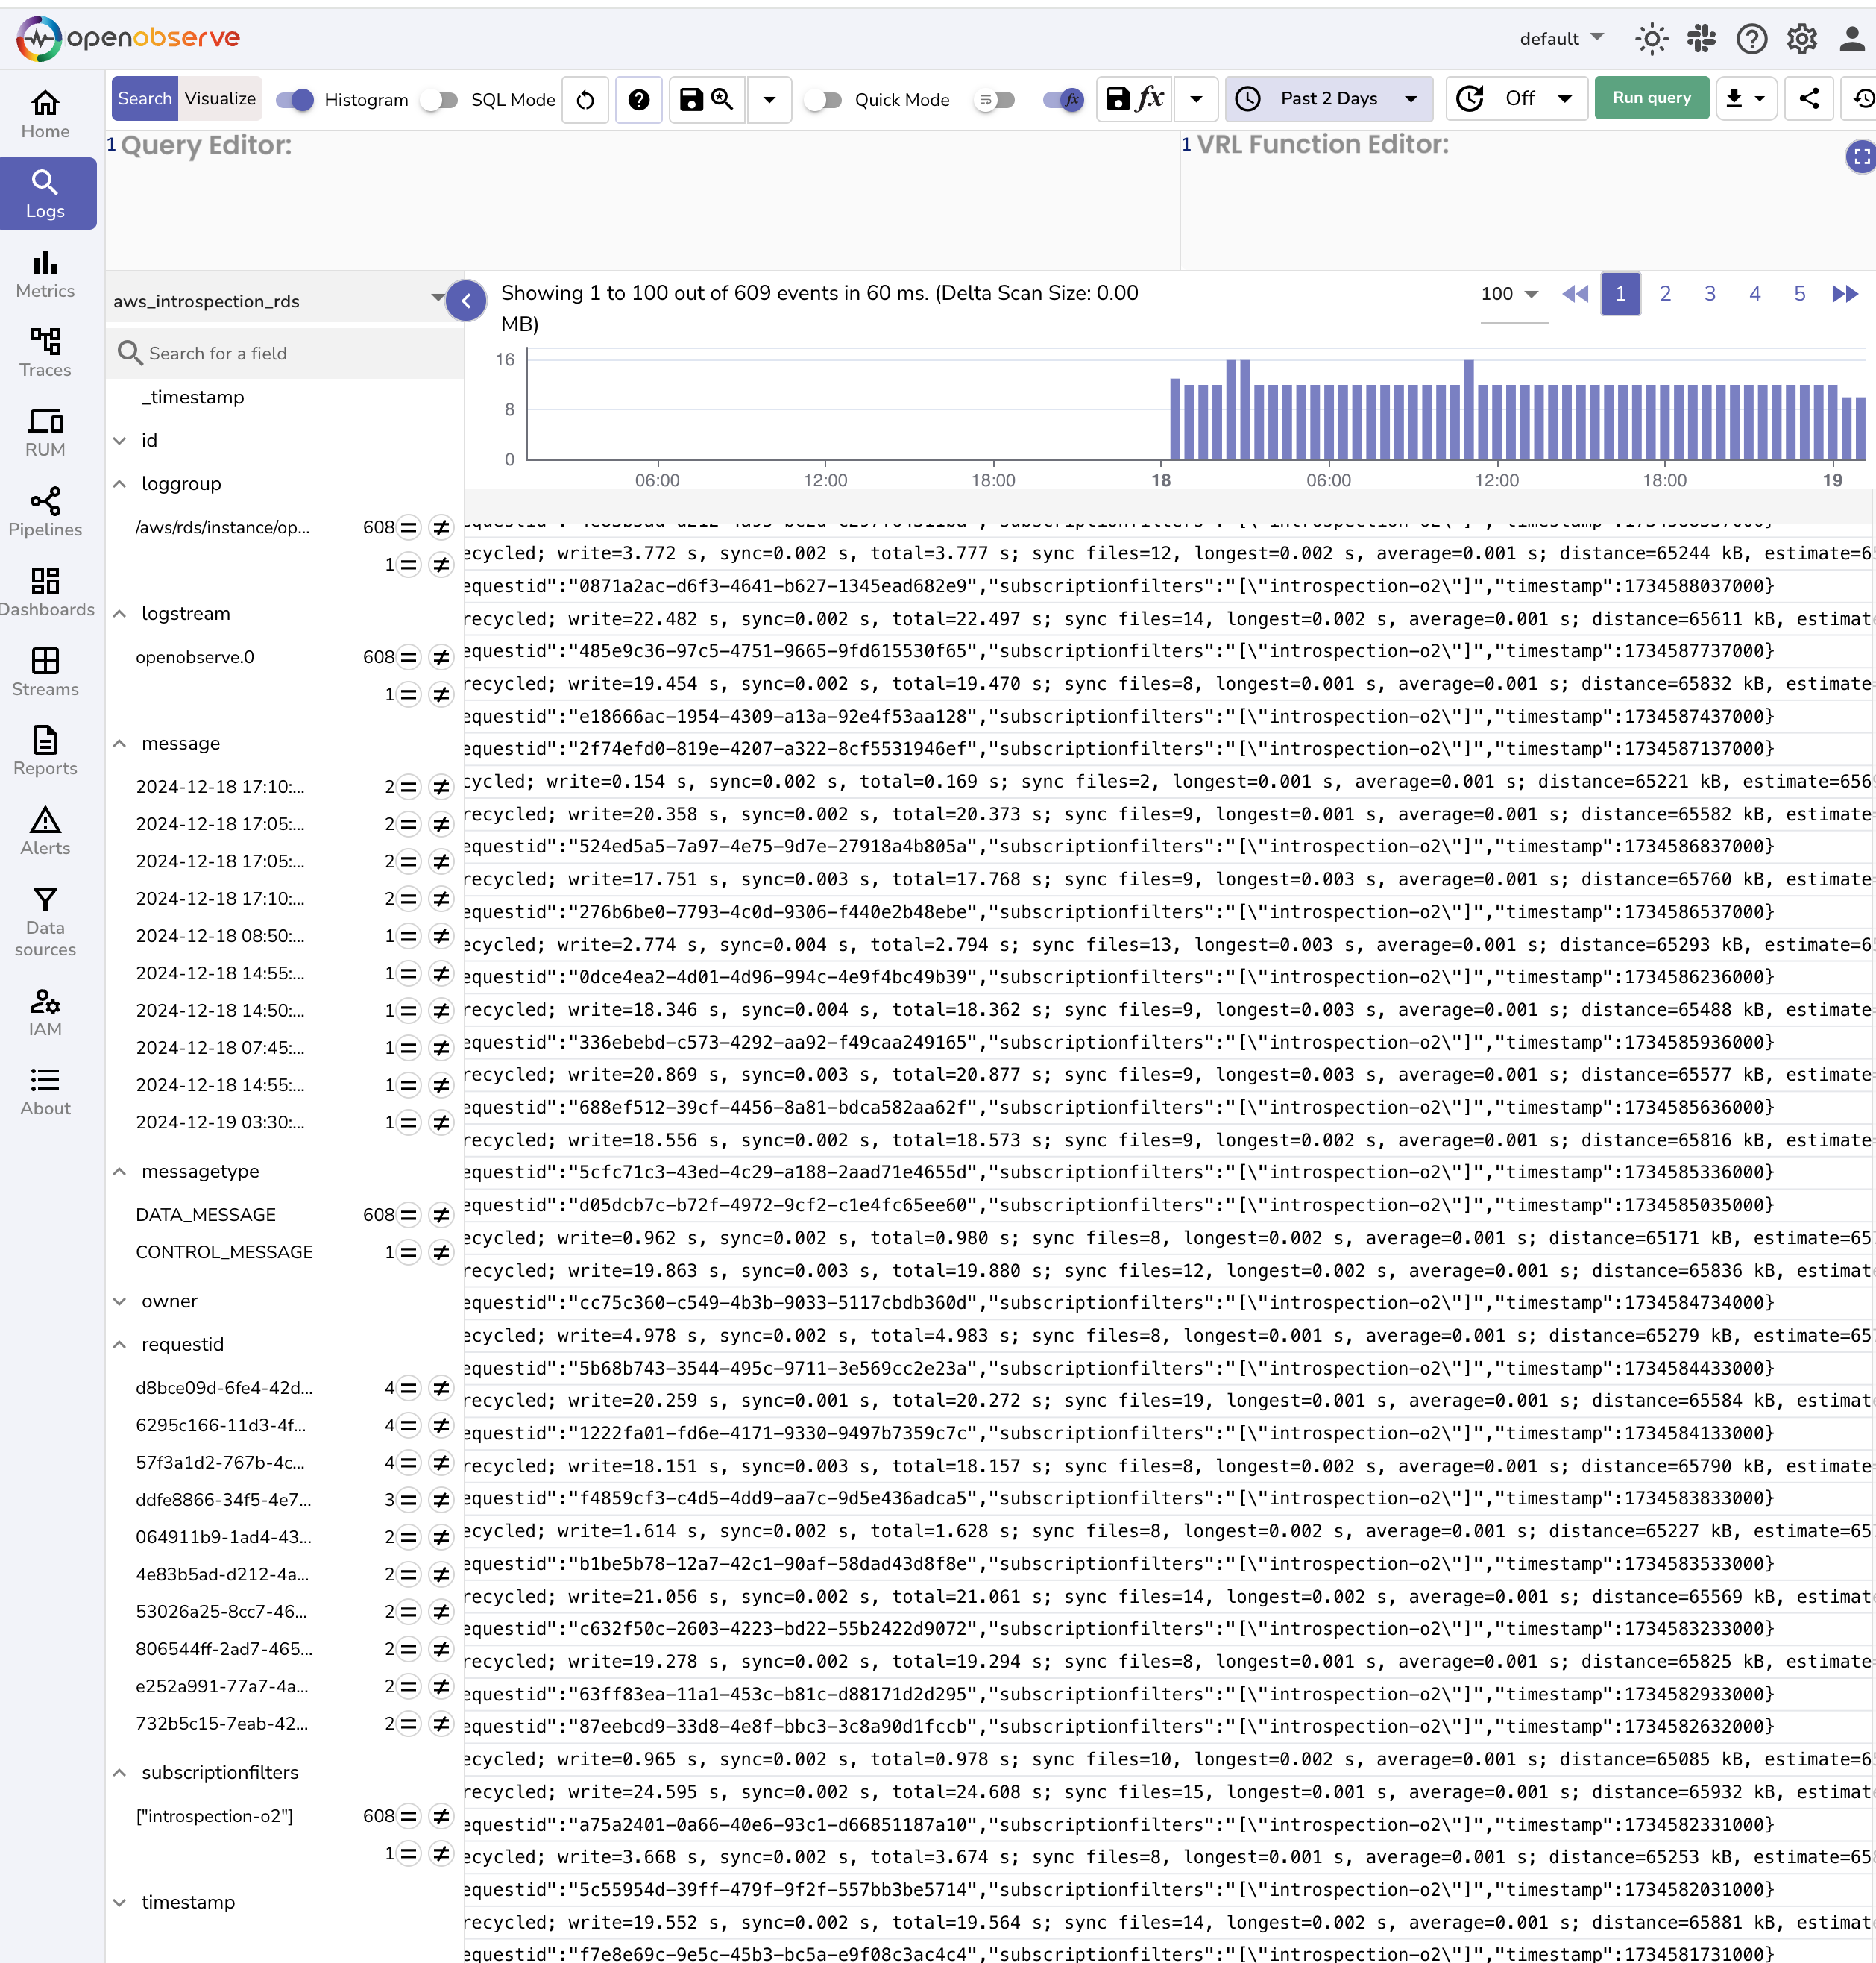 openobserve
default
Search Visualize Histogram SQL Mode Quick Mode fx fx Past 2 Days Off Run query
Home
Logs
Metrics
Traces
RUM
Pipelines
Dashboards
Streams
Reports
Alerts
Data
sources
IAM
About
1 Query Editor:
1 VRL Function Editor:
aws_introspection_rds
Search for a field
_timestamp
id
loggroup
/aws/rds/instance/op... 608
1
logstream
openobserve.0 608
1
message
2024-12-18 17:10:... 2
2024-12-18 17:05:... 2
2024-12-18 17:05:... 2
2024-12-18 17:10:... 2
2024-12-18 08:50:... 1
2024-12-18 14:55:... 1
2024-12-18 14:50:... 1
2024-12-18 07:45:... 1
2024-12-18 14:55:... 1
2024-12-19 03:30:... 1
messagetype
DATA_MESSAGE 608
CONTROL_MESSAGE 1
owner
requestid
d8bce09d-6fe4-42d... 4
6295c166-11d3-4f... 4
57f3a1d2-767b-4c... 4
ddfe8866-34f5-4e7... 3
064911b9-1ad4-43... 2
4e83b5ad-d212-4a... 2
53026a25-8cc7-46... 2
806544ff-2ad7-465... 2
e252a991-77a7-4a... 2
732b5c15-7eab-42... 2
subscriptionfilters
["introspection-o2"] 608
1
timestamp
Showing 1 to 100 out of 609 events in 60 ms. (Delta Scan Size: 0.00
MB)
100 1 2 3 4 5
16
8
0
06:00 12:00 18:00 18 06:00 12:00 18:00 19
ecycled; write=3.772 s, sync=0.002 s, total=3.777 s; sync files=12, longest=0.002 s, average=0.001 s; distance=65244 kB, estimate=6
equestid":"0871a2ac-d6f3-4641-b627-1345ead682e9","subscriptionfilters":"[\"introspection-o2\"]","timestamp":1734588037000}
recycled; write=22.482 s, sync=0.002 s, total=22.497 s; sync files=14, longest=0.002 s, average=0.001 s; distance=65611 kB, estimat
equestid":"485e9c36-97c5-4751-9665-9fd615530f65","subscriptionfilters":"[\"introspection-o2\"]","timestamp":1734587737000}
recycled; write=19.454 s, sync=0.002 s, total=19.470 s; sync files=8, longest=0.001 s, average=0.001 s; distance=65832 kB, estimate
equestid":"e18666ac-1954-4309-a13a-92e4f53aa128","subscriptionfilters":"[\"introspection-o2\"]","timestamp":1734587437000}
equestid":"2f74efd0-819e-4207-a322-8cf5531946ef","subscriptionfilters":"[\"introspection-o2\"]","timestamp":1734587137000}
cycled; write=0.154 s, sync=0.002 s, total=0.169 s; sync files=2, longest=0.001 s, average=0.001 s; distance=65221 kB, estimate=656
recycled; write=20.358 s, sync=0.002 s, total=20.373 s; sync files=9, longest=0.001 s, average=0.001 s; distance=65582 kB, estimate
equestid":"524ed5a5-7a97-4e75-9d7e-27918a4b805a","subscriptionfilters":"[\"introspection-o2\"]","timestamp":1734586837000}
recycled; write=17.751 s, sync=0.003 s, total=17.768 s; sync files=9, longest=0.003 s, average=0.001 s; distance=65760 kB, estimate
equestid":"276b6be0-7793-4c0d-9306-f440e2b48ebe","subscriptionfilters":"[\"introspection-o2\"]","timestamp":1734586537000}
ecycled; write=2.774 s, sync=0.004 s, total=2.794 s; sync files=13, longest=0.003 s, average=0.001 s; distance=65293 kB, estimate=6
equestid":"0dce4ea2-4d01-4d96-994c-4e9f4bc49b39","subscriptionfilters":"[\"introspection-o2\"]","timestamp":1734586236000}
recycled; write=18.346 s, sync=0.004 s, total=18.362 s; sync files=9, longest=0.003 s, average=0.001 s; distance=65488 kB, estimate
equestid":"336ebebd-c573-4292-aa92-f49caa249165","subscriptionfilters":"[\"introspection-o2\"]","timestamp":1734585936000}
recycled; write=20.869 s, sync=0.003 s, total=20.877 s; sync files=9, longest=0.003 s, average=0.001 s; distance=65577 kB, estimate
equestid":"688ef512-39cf-4456-8a81-bdca582aa62f","subscriptionfilters":"[\"introspection-o2\"]","timestamp":1734585636000}
recycled; write=18.556 s, sync=0.002 s, total=18.573 s; sync files=9, longest=0.002 s, average=0.001 s; distance=65816 kB, estimate
equestid":"5cfc71c3-43ed-4c29-a188-2aad71e4655d","subscriptionfilters":"[\"introspection-o2\"]","timestamp":1734585336000}
equestid":"d05dcb7c-b72f-4972-9cf2-c1e4fc65ee60","subscriptionfilters":"[\"introspection-o2\"]","timestamp":1734585035000}
ecycled; write=0.962 s, sync=0.002 s, total=0.980 s; sync files=8, longest=0.002 s, average=0.001 s; distance=65171 kB, estimate=65
recycled; write=19.863 s, sync=0.003 s, total=19.880 s; sync files=12, longest=0.002 s, average=0.001 s; distance=65836 kB, estimat
equestid":"cc75c360-c549-4b3b-9033-5117cbdb360d","subscriptionfilters":"[\"introspection-o2\"]","timestamp":1734584734000}
ecycled; write=4.978 s, sync=0.002 s, total=4.983 s; sync files=8, longest=0.001 s, average=0.001 s; distance=65279 kB, estimate=65
equestid":"5b68b743-3544-495c-9711-3e569cc2e23a","subscriptionfilters":"[\"introspection-o2\"]","timestamp":1734584433000}
recycled; write=20.259 s, sync=0.001 s, total=20.272 s; sync files=19, longest=0.001 s, average=0.001 s; distance=65584 kB, estimat
equestid":"1222fa01-fd6e-4171-9330-9497b7359c7c","subscriptionfilters":"[\"introspection-o2\"]","timestamp":1734584133000}
recycled; write=18.151 s, sync=0.003 s, total=18.157 s; sync files=8, longest=0.002 s, average=0.001 s; distance=65790 kB, estimate
equestid":"f4859cf3-c4d5-4dd9-aa7c-9d5e436adca5","subscriptionfilters":"[\"introspection-o2\"]","timestamp":1734583833000}
ecycled; write=1.614 s, sync=0.002 s, total=1.628 s; sync files=8, longest=0.002 s, average=0.001 s; distance=65227 kB, estimate=65
equestid":"b1be5b78-12a7-42c1-90af-58dad43d8f8e","subscriptionfilters":"[\"introspection-o2\"]","timestamp":1734583533000}
recycled; write=21.056 s, sync=0.002 s, total=21.061 s; sync files=14, longest=0.002 s, average=0.001 s; distance=65569 kB, estimat
equestid":"c632f50c-2603-4223-bd22-55b2422d9072","subscriptionfilters":"[\"introspection-o2\"]","timestamp":1734583233000}
recycled; write=19.278 s, sync=0.002 s, total=19.294 s; sync files=8, longest=0.001 s, average=0.001 s; distance=65825 kB, estimate
equestid":"63ff83ea-11a1-453c-b81c-d88171d2d295","subscriptionfilters":"[\"introspection-o2\"]","timestamp":1734582933000}
equestid":"87eebcd9-33d8-4e8f-bbc3-3c8a90d1fccb","subscriptionfilters":"[\"introspection-o2\"]","timestamp":1734582632000}
ecycled; write=0.965 s, sync=0.002 s, total=0.978 s; sync files=10, longest=0.002 s, average=0.001 s; distance=65085 kB, estimate=6
recycled; write=24.595 s, sync=0.002 s, total=24.608 s; sync files=15, longest=0.001 s, average=0.001 s; distance=65932 kB, estimat
equestid":"a75a2401-0a66-40e6-93c1-d66851187a10","subscriptionfilters":"[\"introspection-o2\"]","timestamp":1734582331000}
ecycled; write=3.668 s, sync=0.002 s, total=3.674 s; sync files=8, longest=0.001 s, average=0.001 s; distance=65253 kB, estimate=65
equestid":"5c55954d-39ff-479f-9f2f-557bb3be5714","subscriptionfilters":"[\"introspection-o2\"]","timestamp":1734582031000}
recycled; write=19.552 s, sync=0.002 s, total=19.564 s; sync files=14, longest=0.002 s, average=0.001 s; distance=65881 kB, estimat
equestid":"f7e8e69c-9e5c-45b3-bc5a-e9f08c3ac4c4","subscriptionfilters":"[\"introspection-o2\"]","timestamp":1734581731000}